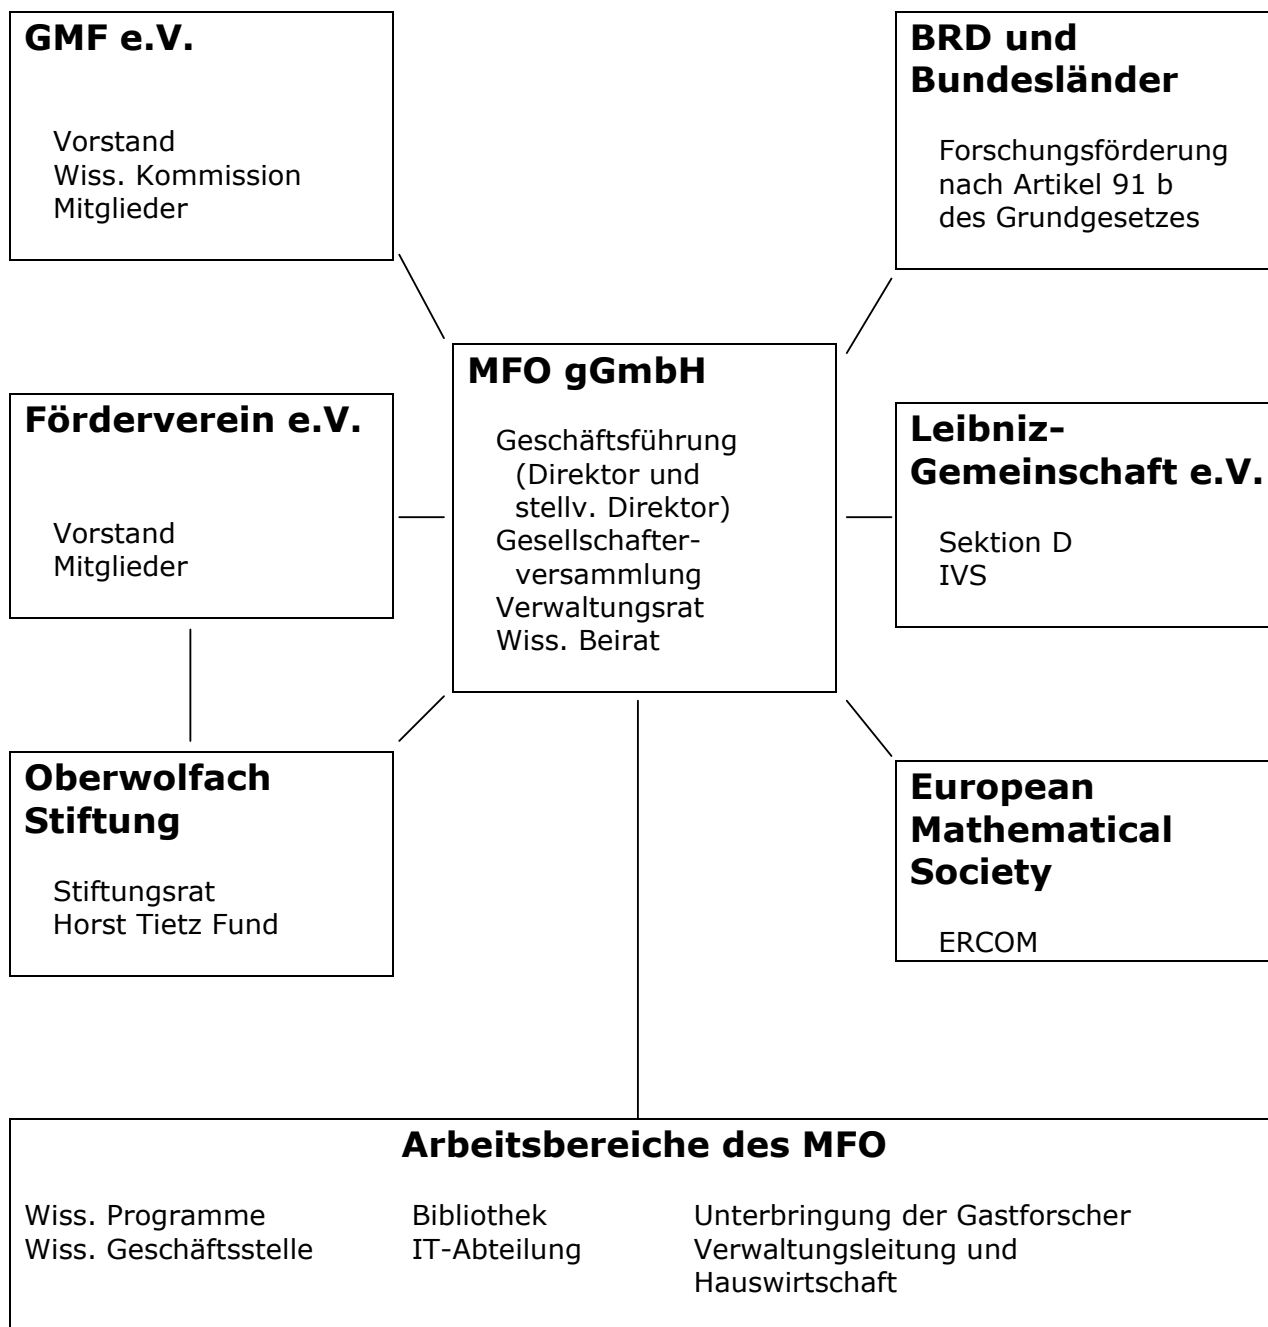 GMF e.V.
Vorstand
Wiss. Kommission
Mitglieder
BRD und
Bundesländer
Forschungsförderung
nach Artikel 91 b
des Grundgesetzes
MFO gGmbH
Geschäftsführung
(Direktor und
stellv. Direktor)
Gesellschafter-
versammlung
Verwaltungsrat
Wiss. Beirat
Förderverein e.V.
Vorstand
Mitglieder
Leibniz-
Gemeinschaft e.V.
Sektion D
IVS
Oberwolfach
Stiftung
Stiftungsrat
Horst Tietz Fund
European
Mathematical
Society
ERCOM
Arbeitsbereiche des MFO
Wiss. Programme
Wiss. Geschäftsstelle
Bibliothek
IT-Abteilung
Unterbringung der Gastforscher
Verwaltungsleitung und
Hauswirtschaft